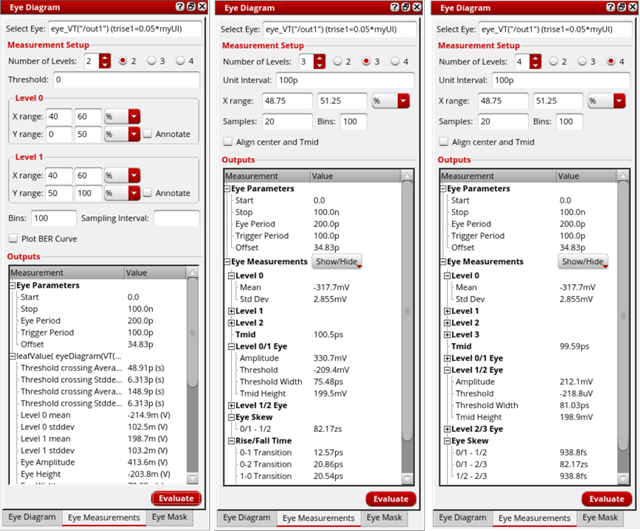 Eye Diagram
Select Eye: eye_VT("/out1") (trise1=0.05*myUI)
Measurement Setup
Number of Levels: 2 2 3 4
Threshold: 0
Level 0
X range: 40 60 %
Y range: 0 50 % Annotate
Level 1
X range: 40 60 %
Y range: 50 100 % Annotate
Bins: 100 Sampling Interval:
Plot BER Curve
Outputs
Measurement Value
Eye Parameters
Start 0.0
Stop 100.0n
Eye Period 200.0p
Trigger Period 100.0p
Offset 34.83p
leafValue( eyeDiagram(VT(...
Threshold crossing Avera... 48.91p (s)
Threshold crossing Stdde... 6.313p (s)
Threshold crossing Avera... 148.9p (s)
Threshold crossing Stdde... 6.313p (s)
Level 0 mean -214.9m (V)
Level 0 stddev 102.5m (V)
Level 1 mean 198.7m (V)
Level 1 stddev 103.2m (V)
Eye Amplitude 413.6m (V)
Eye Height -203.8m (V)
Evaluate
Eye Diagram Eye Measurements Eye Mask
Eye Diagram
Select Eye: eye_VT("/out1") (trise1=0.05*myUI)
Measurement Setup
Number of Levels: 3 2 3 4
Unit Interval: 100p
X range: 48.75 51.25 %
Samples: 20 Bins: 100
Align center and Tmid
Outputs
Measurement Value
Eye Parameters
Start 0.0
Stop 100.0n
Eye Period 200.0p
Trigger Period 100.0p
Offset 34.83p
Eye Measurements Show/Hide
Level 0
Mean -317.7mV
Std Dev 2.855mV
Level 1
Level 2
Tmid 100.5ps
Level 0/1 Eye
Amplitude 330.7mV
Threshold -209.4mV
Threshold Width 75.48ps
Tmid Height 199.5mV
Level 1/2 Eye
Eye Skew
0/1 - 1/2 82.17zs
Rise/Fall Time
0-1 Transition 12.57ps
0-2 Transition 20.86ps
1-0 Transition 20.54ps
Evaluate
Eye Diagram Eye Measurements Eye Mask
Eye Diagram
Select Eye: eye_VT("/out1") (trise1=0.05*myUI)
Measurement Setup
Number of Levels: 4 2 3 4
Unit Interval: 100p
X range: 48.75 51.25 %
Samples: 20 Bins: 100
Align center and Tmid
Outputs
Measurement Value
Eye Parameters
Start 0.0
Stop 100.0n
Eye Period 200.0p
Trigger Period 100.0p
Offset 34.83p
Eye Measurements Show/Hide
Level 0
Mean -317.7mV
Std Dev 2.855mV
Level 1
Level 2
Level 3
Tmid 99.59ps
Level 0/1 Eye
Level 1/2 Eye
Amplitude 212.1mV
Threshold -218.8uV
Threshold Width 81.03ps
Tmid Height 198.9mV
Level 2/3 Eye
Eye Skew
0/1 - 1/2 938.8fs
0/1 - 2/3 82.17zs
1/2 - 2/3 938.8fs
Evaluate
Eye Diagram Eye Measurements Eye Mask